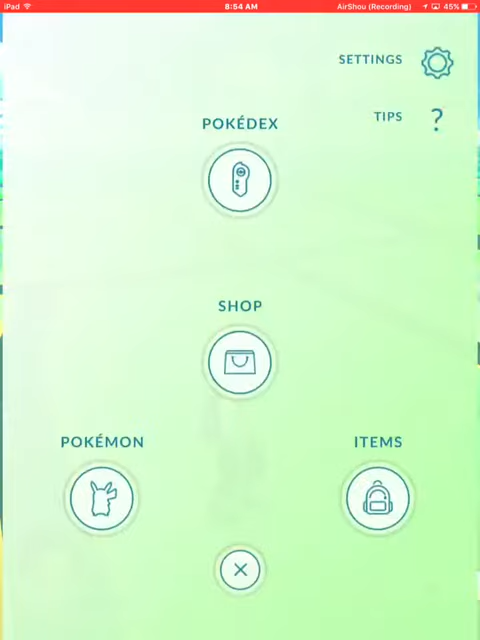 iPad 8:54 AM AirShou (Recording) 45%
SETTINGS
TIPS ?
POKÉDEX
SHOP
POKÉMON
ITEMS